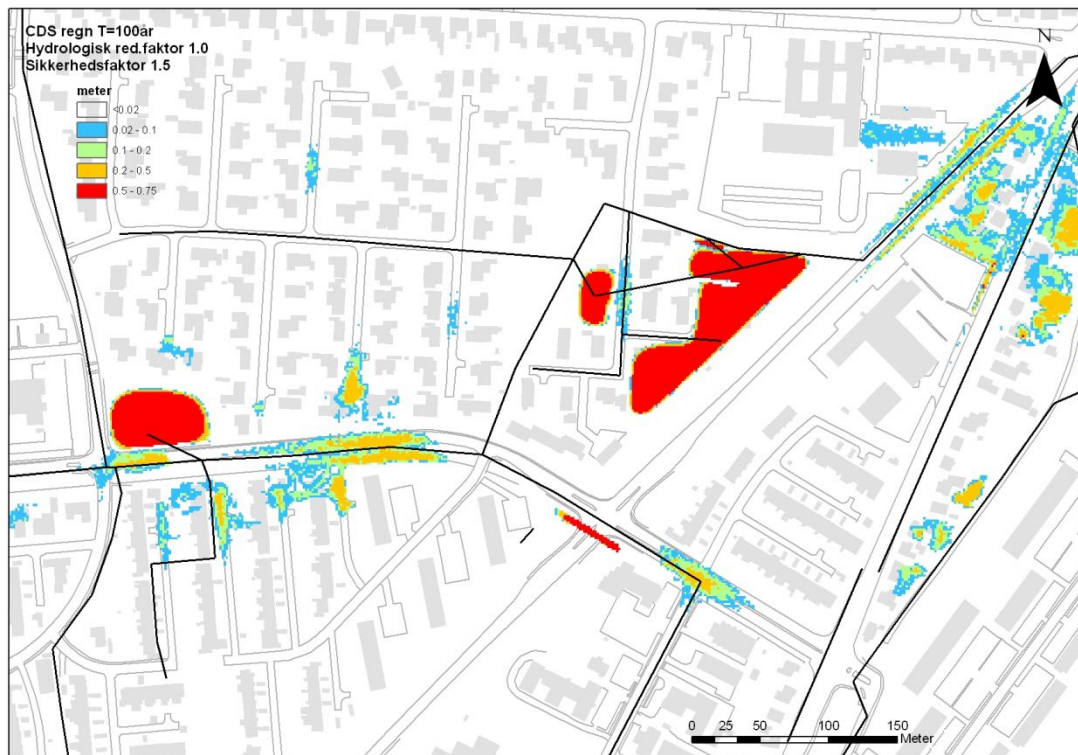 CDS regn T=100år
Hydrologisk red.faktor 1.0
Sikkerhedsfaktor 1.5
N
meter
<0.02
0.02 - 0.1
0.1 - 0.2
0.2 - 0.5
0.5 - 0.75
0 25 50 100 150
Meter